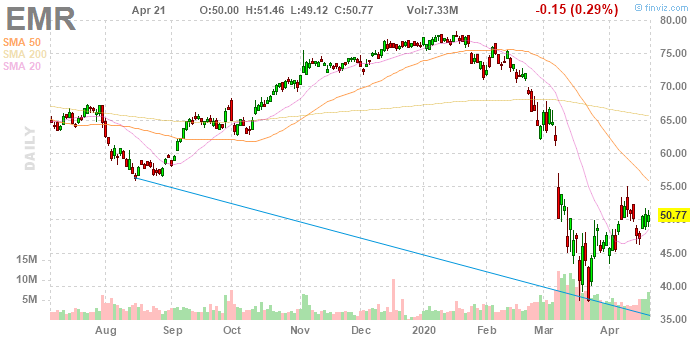 EMR Apr 21 O:50.00 H:51.46 L:49.12 C:50.77 Vol:7.33M -0.15 (0.29%)
© finviz.com
SMA 50
SMA 200
SMA 20
DAILY
80.00
75.00
70.00
65.00
60.00
55.00
50.77
45.00
40.00
35.00
15M
10M
5M
Aug Sep Oct Nov Dec 2020 Feb Mar Apr